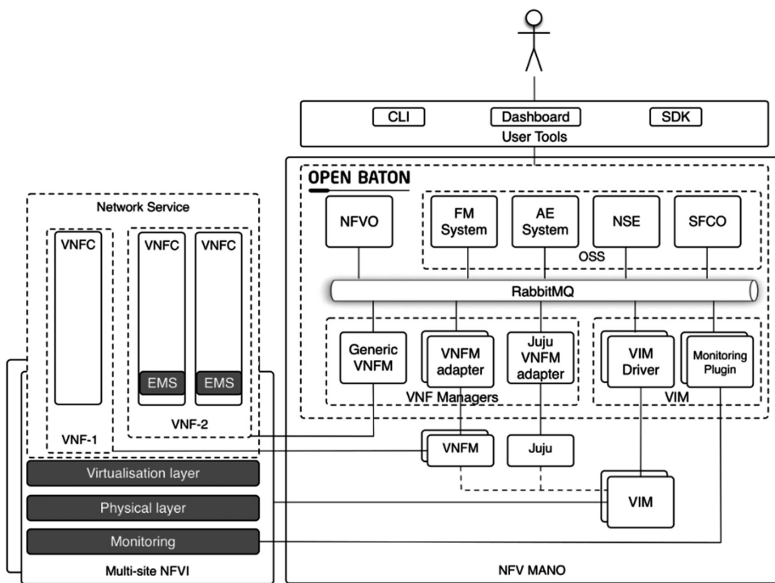 CLI
Dashboard
SDK
User Tools
OPEN BATON
NFVO
FM
System
AE
System
NSE
SFCO
OSS
RabbitMQ
Generic
VNFM
VNFM
adapter
Juju
VNFM
adapter
VNF Managers
VIM
Driver
Monitoring
Plugin
VIM
VNFM
Juju
VIM
NFV MANO
Network Service
VNFC
VNFC
VNFC
EMS
EMS
VNF-1
VNF-2
Virtualisation layer
Physical layer
Monitoring
Multi-site NFVI